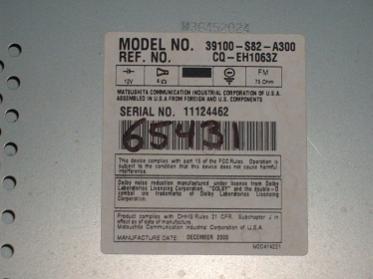 M36452024
MODEL NO. 39100-S82-A300
REF. NO. CQ-EH1063Z
12V 4 Ω FM
75 Ohm
MATSUSHITA COMMUNICATION INDUSTRIAL CORPORATION OF U.S.A.
ASSEMBLED IN U.S.A FROM FOREIGN AND U.S. COMPONENTS
SERIAL NO. 11124462
65431
This device complies with part 15 of the FCC Rules. Operation is
subject to the condition that this device does not cause harmful
interference.
Dolby noise reduction manufactured under license from Dolby
Laboratories Licensing Corporation. "DOLBY" and the double-D
symbol are trademarks of Dolby Laboratories Licensing Corporation.
Product complies with DHHS Rules 21 CFR. Subchapter J in
effect as of date of manufacture.
Matsushita Communication Industrial Corporation of U.S.A.
MANUFACTURE DATE: DECEMBER 2000